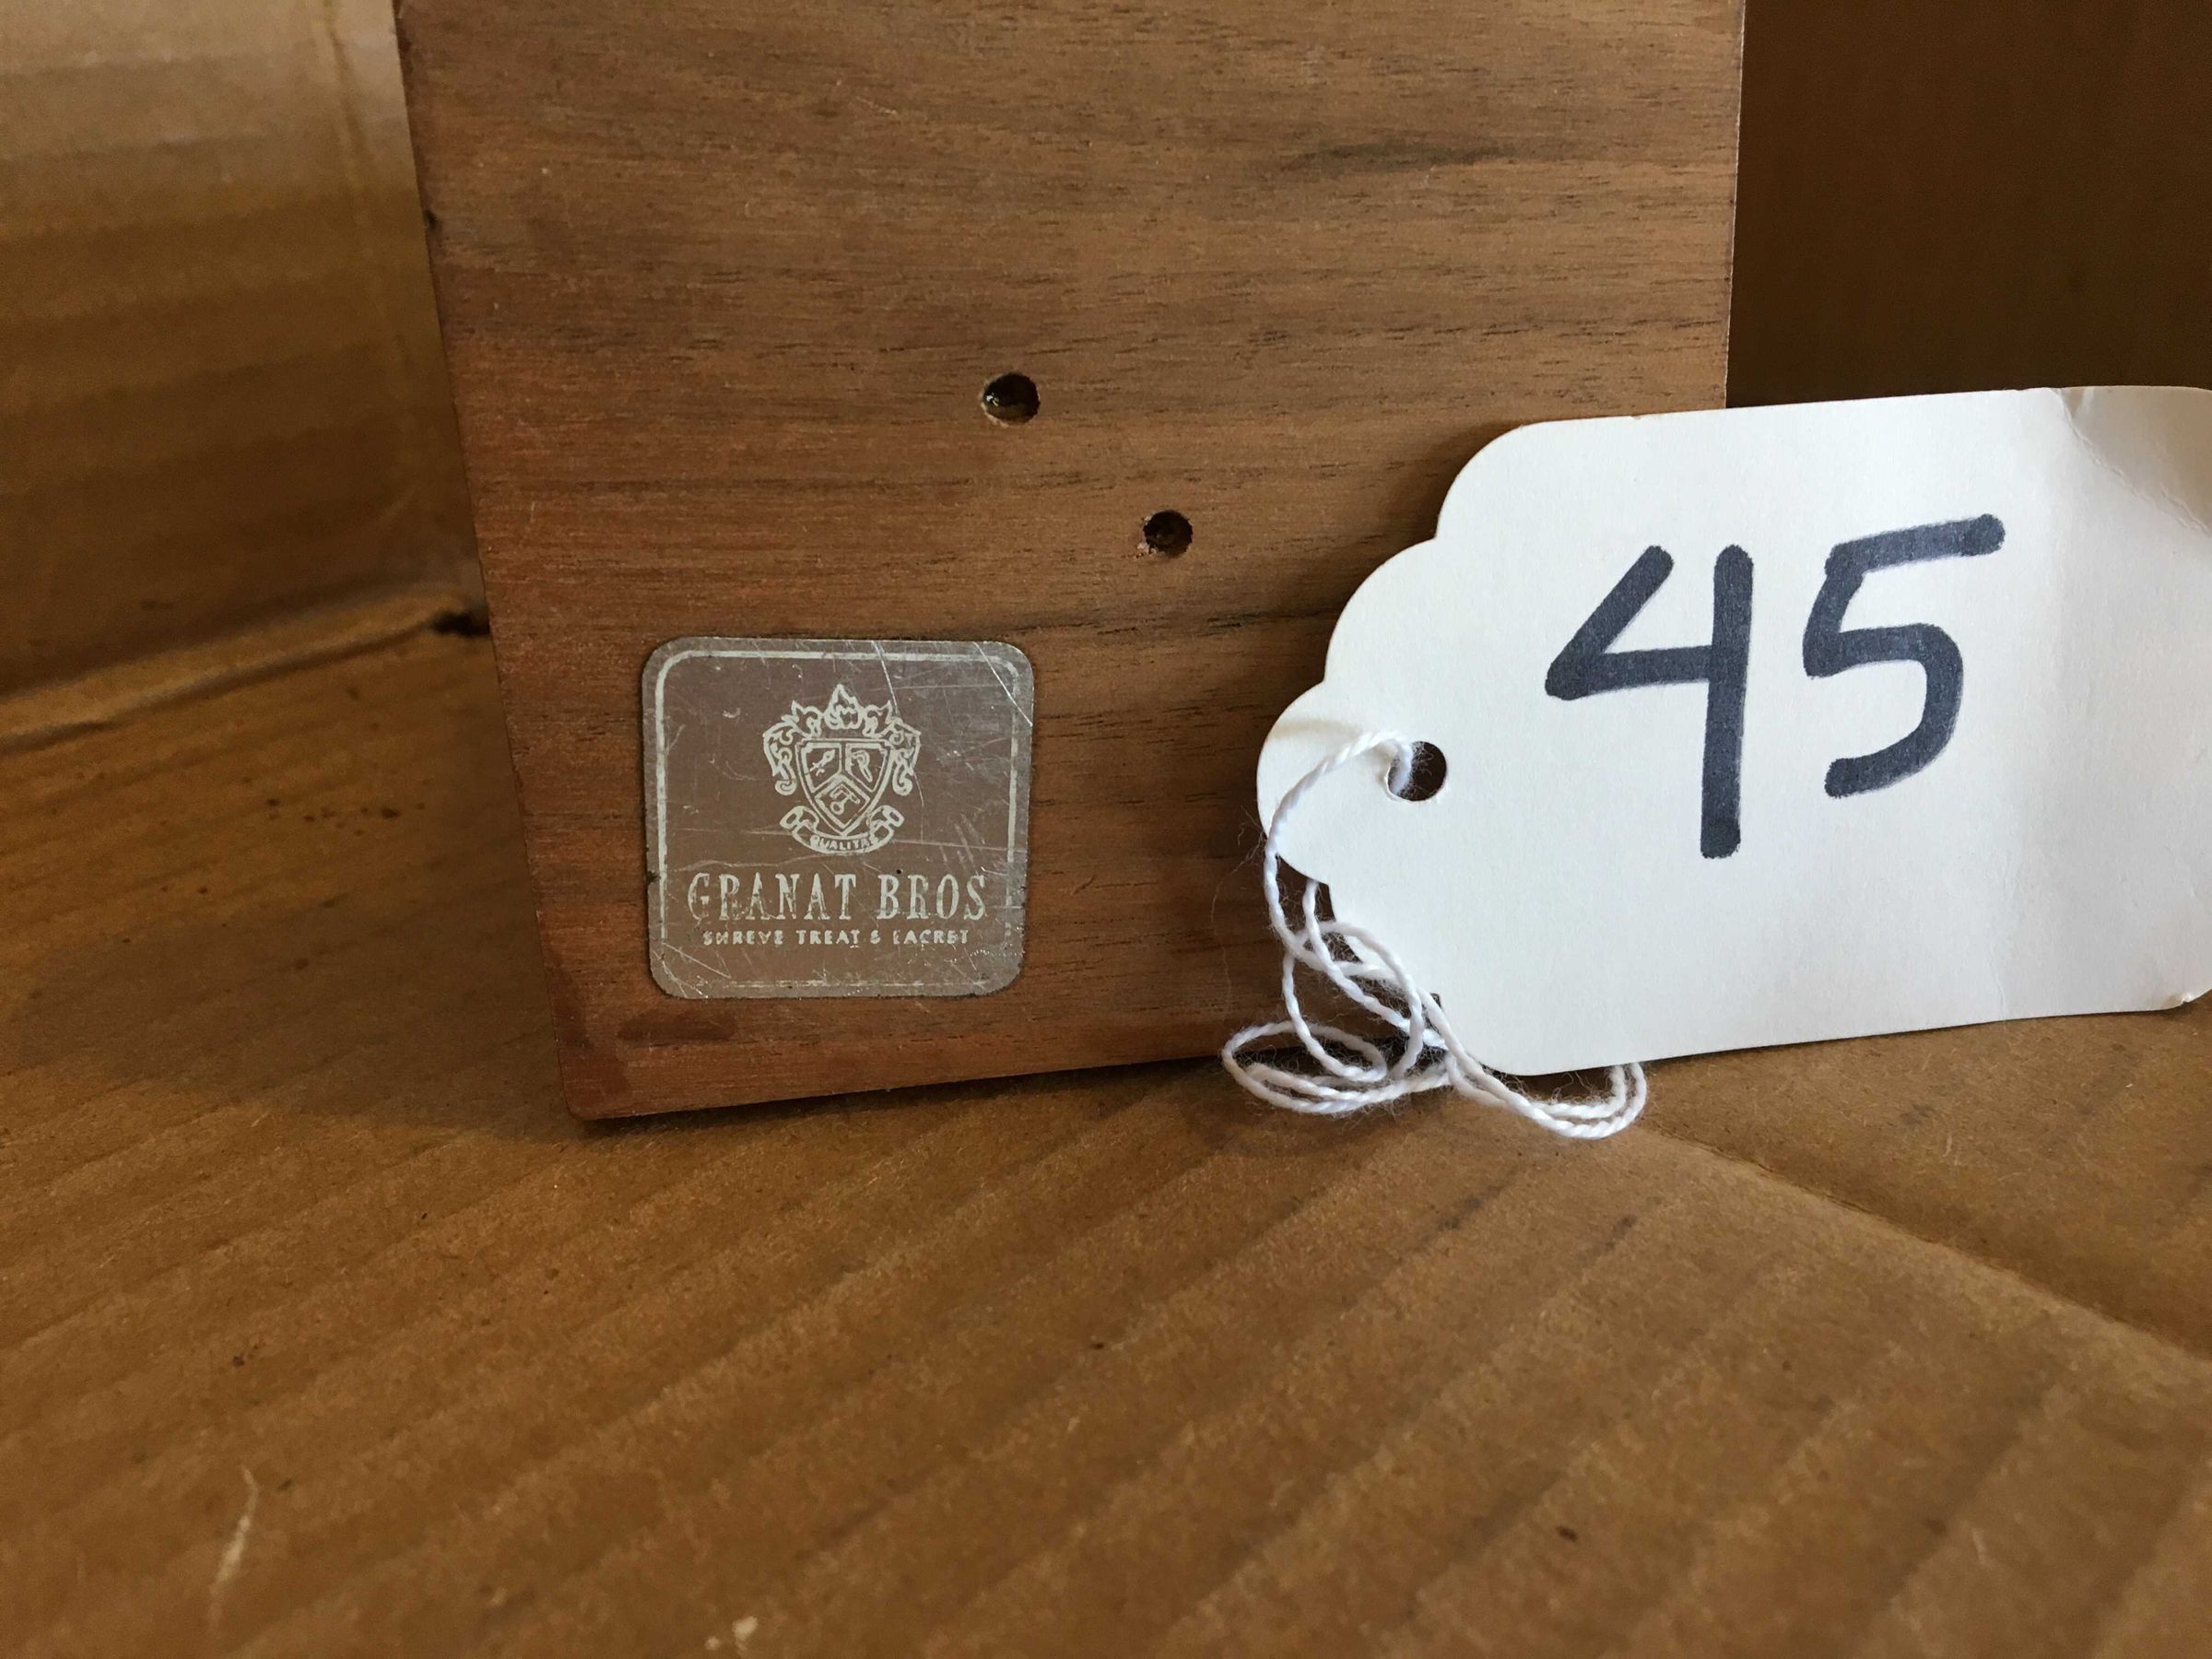 QUALITAS
GRANAT BROS
SHREVE TREAT & EACRET
45